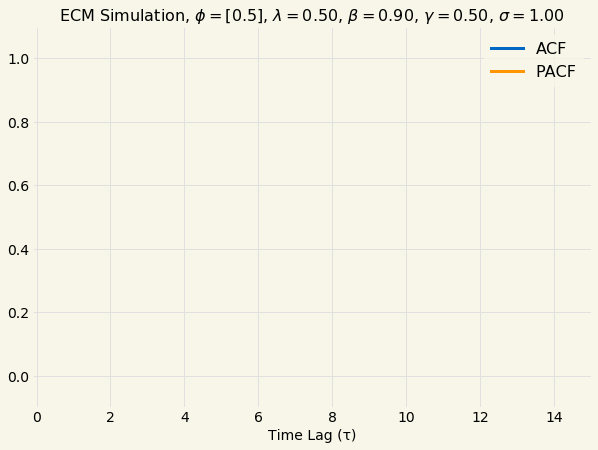 ECM Simulation, ϕ = [0.5], λ = 0.50, β = 0.90, γ = 0.50, σ = 1.00
ACF
PACF
1.0
0.8
0.6
0.4
0.2
0.0
0 2 4 6 8 10 12 14
Time Lag (τ)